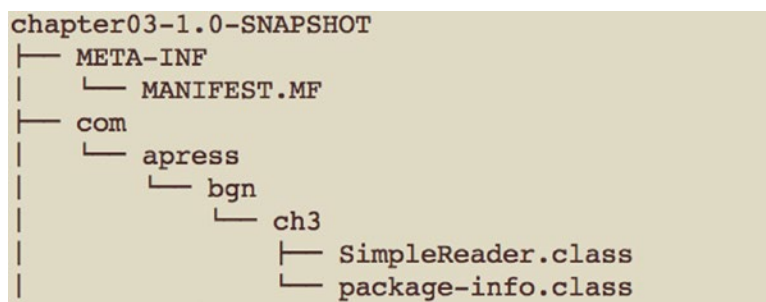 chapter03-1.0-SNAPSHOT
├── META-INF
│   └── MANIFEST.MF
├── com
│   └── apress
│       └── bgn
│           └── ch3
│               ├── SimpleReader.class
│               └── package-info.class